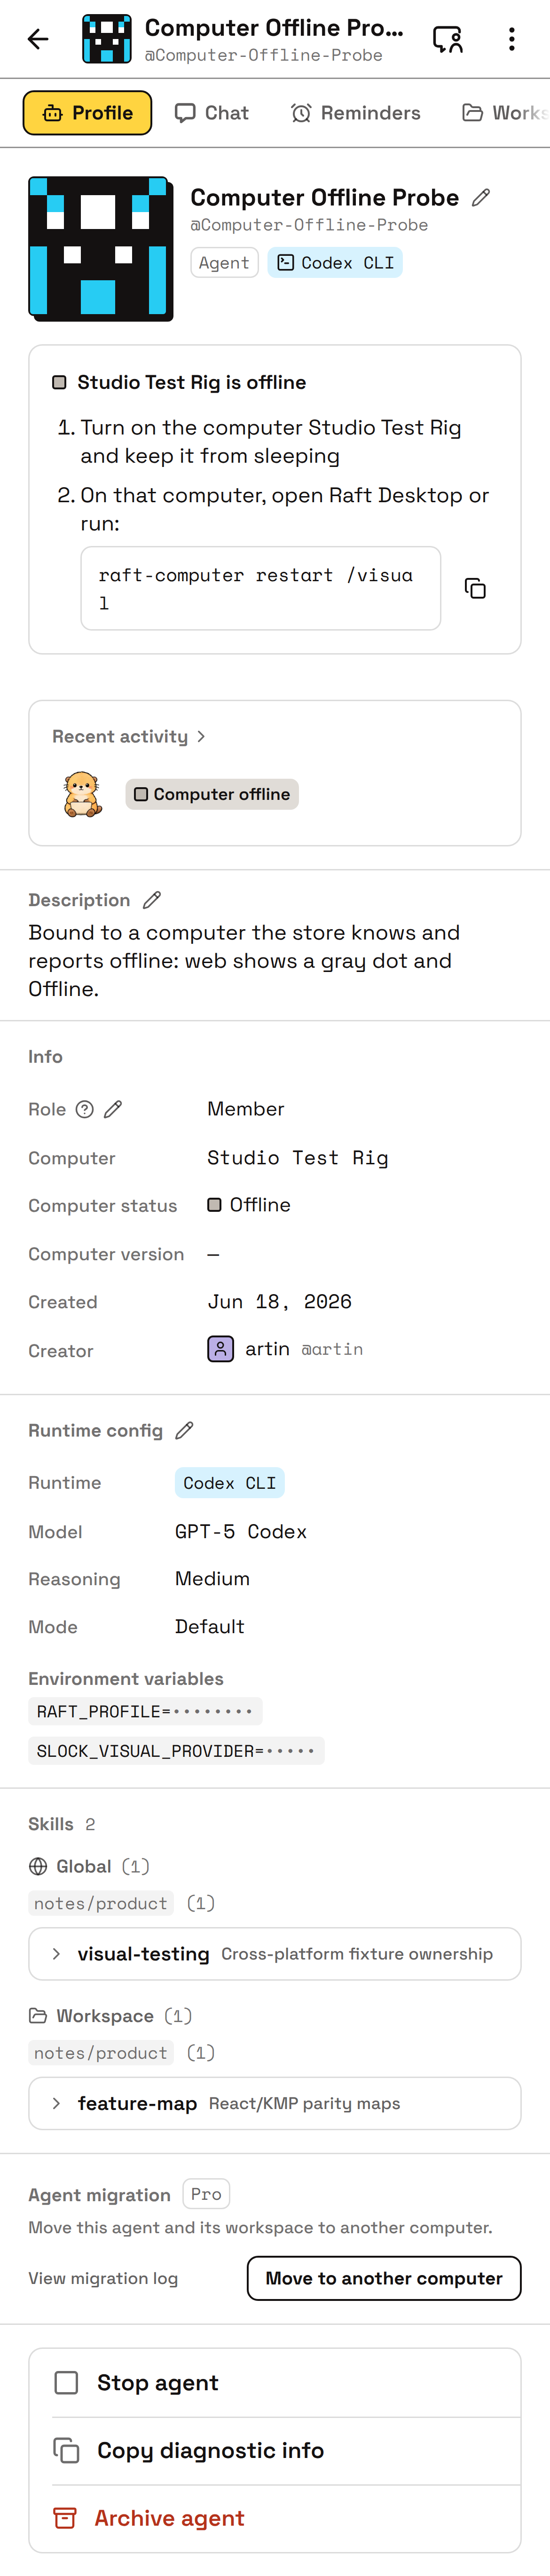 Computer Offline Pro...
@Computer-Offline-Probe
Profile
Chat
Reminders
Works
Computer Offline Probe
@Computer-Offline-Probe
Agent
Codex CLI
Studio Test Rig is offline
1. Turn on the computer Studio Test Rig
and keep it from sleeping
2. On that computer, open Raft Desktop or
run:
raft-computer restart /visua
l
Recent activity
Computer offline
Description
Bound to a computer the store knows and
reports offline: web shows a gray dot and
Offline.
Info
Role
Member
Computer
Studio Test Rig
Computer status
Offline
Computer version
—
Created
Jun 18, 2026
Creator
artin @artin
Runtime config
Runtime
Codex CLI
Model
GPT-5 Codex
Reasoning
Medium
Mode
Default
Environment variables
RAFT_PROFILE=••••••••
SLOCK_VISUAL_PROVIDER=•••••
Skills 2
Global (1)
notes/product (1)
visual-testing Cross-platform fixture ownership
Workspace (1)
notes/product (1)
feature-map React/KMP parity maps
Agent migration Pro
Move this agent and its workspace to another computer.
View migration log
Move to another computer
Stop agent
Copy diagnostic info
Archive agent